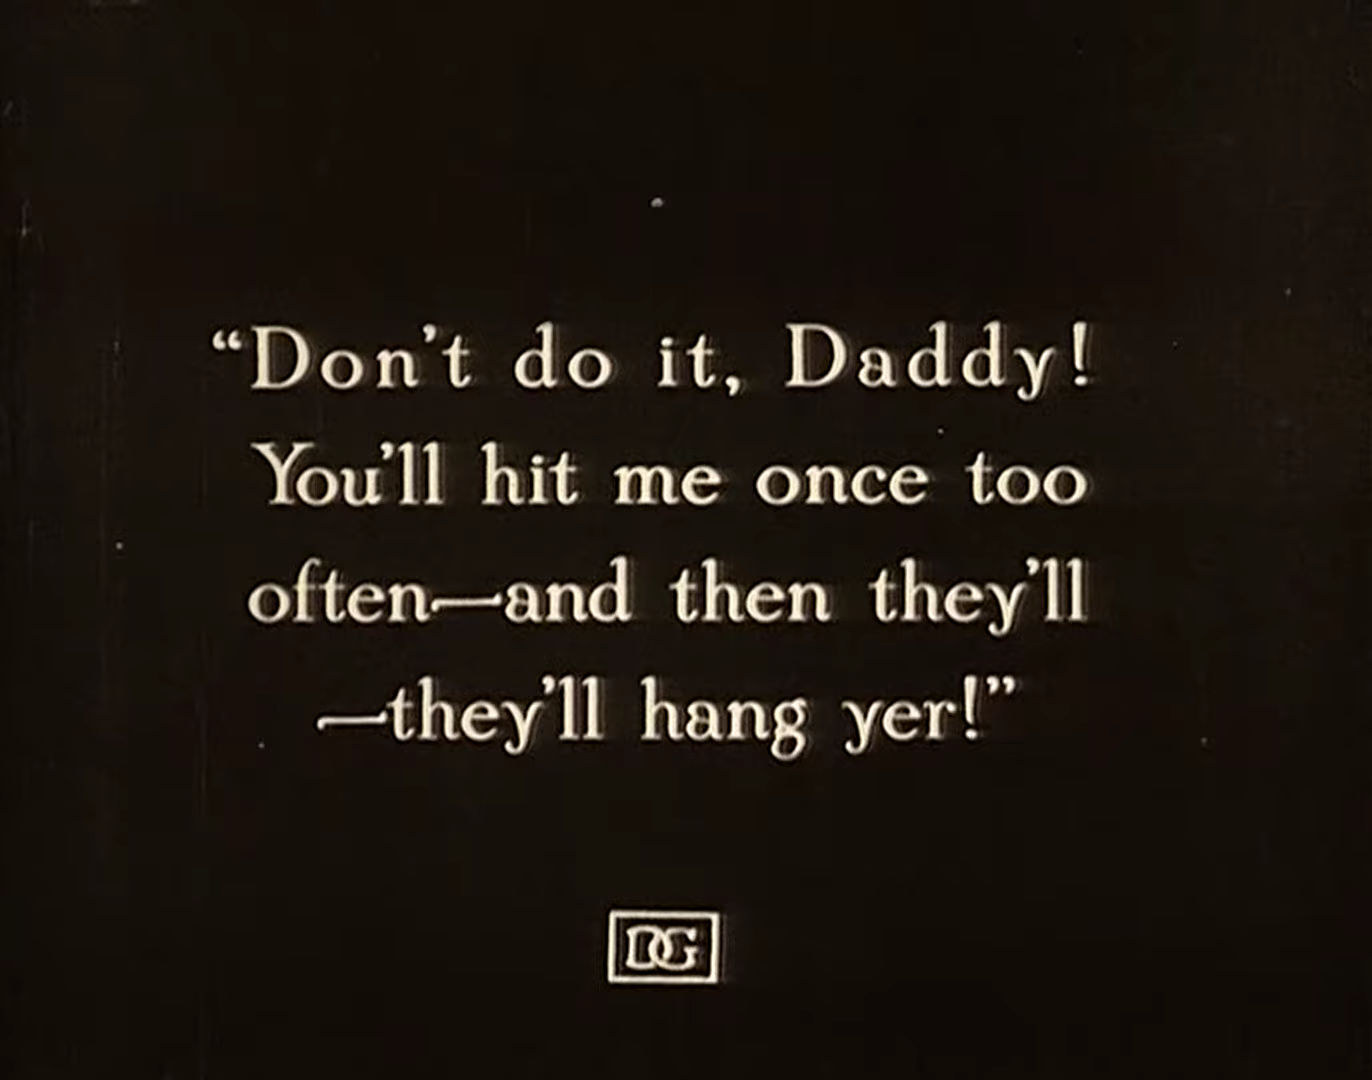 “Don't do it, Daddy!
You'll hit me once too
often—and then they'll
—they'll hang yer!”
DG